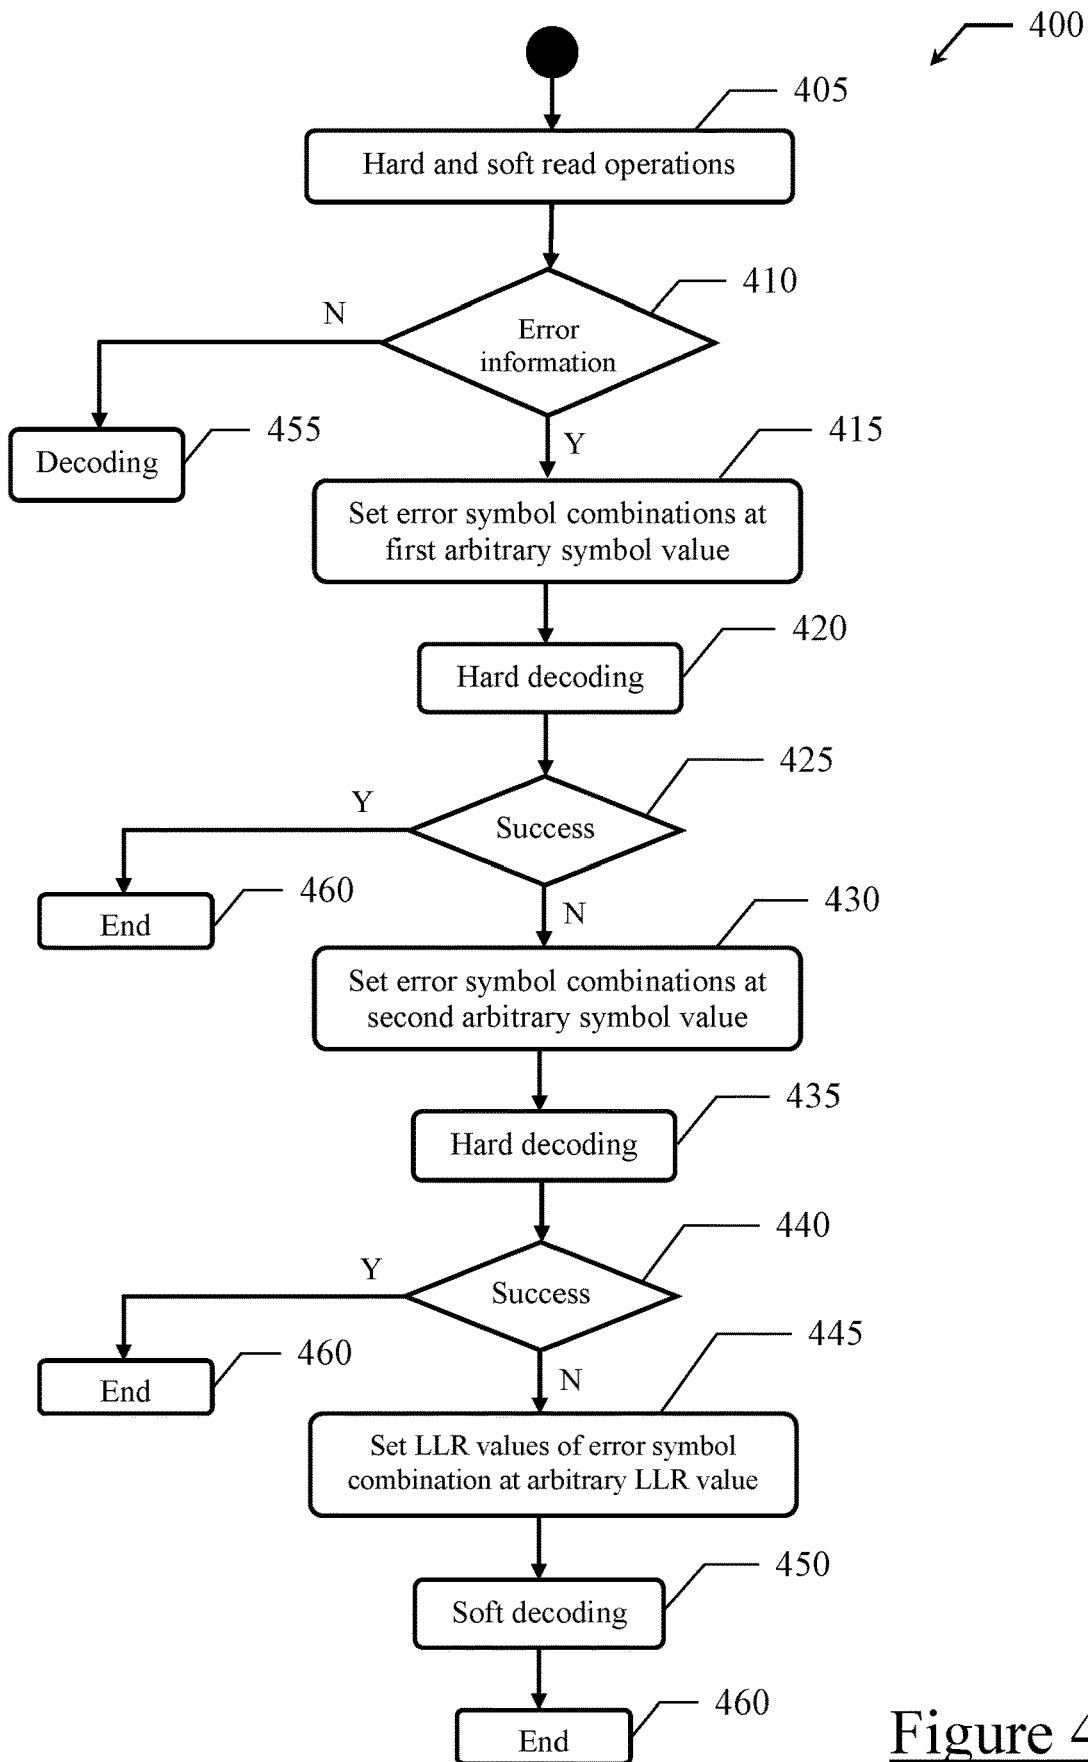 400
405
Hard and soft read operations
410
N
Error
information
455
Decoding
Y
415
Set error symbol combinations at
first arbitrary symbol value
420
Hard decoding
425
Y
Success
460
End
N
430
Set error symbol combinations at
second arbitrary symbol value
435
Hard decoding
440
Y
Success
460
End
N
445
Set LLR values of error symbol
combination at arbitrary LLR value
450
Soft decoding
460
End
Figure 4